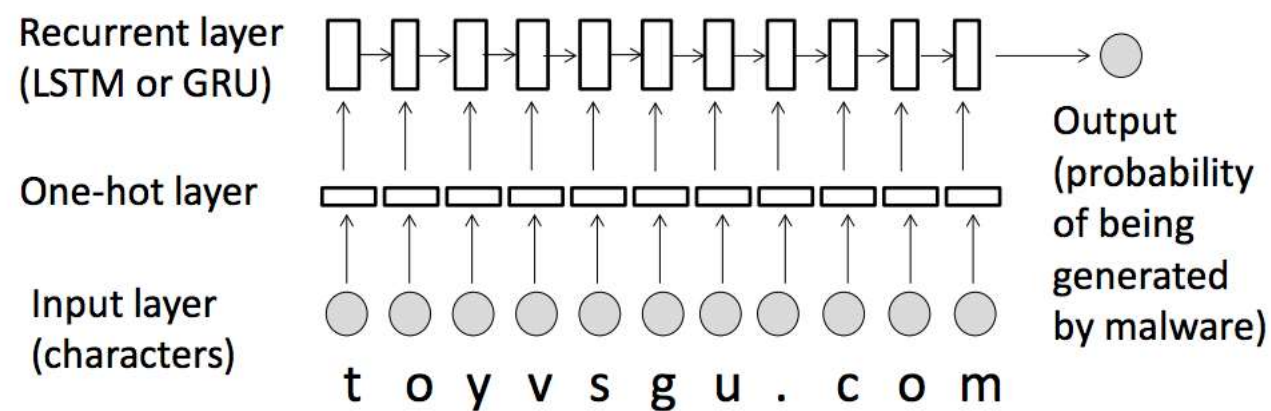 Recurrent layer
(LSTM or GRU)
One-hot layer
Input layer
(characters)
t o y v s g u . c o m
Output
(probability
of being
generated
by malware)